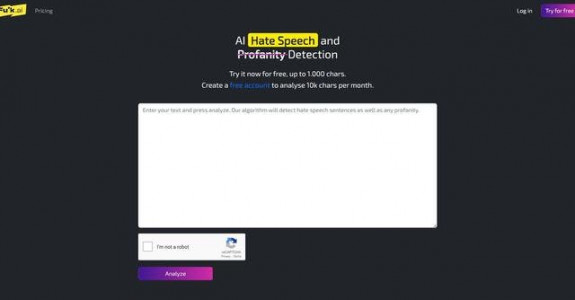 Fu*k.ai
Pricing
Log in
Try for free
AI Hate Speech and
Profanity Detection
Try it now for free, up to 1.000 chars.
Create a free account to analyse 10k chars per month.
Enter your text and press analyze. Our algorithm will detect hate speech sentences as well as any profanity.
I'm not a robot
reCAPTCHA
Privacy - Terms
Analyze